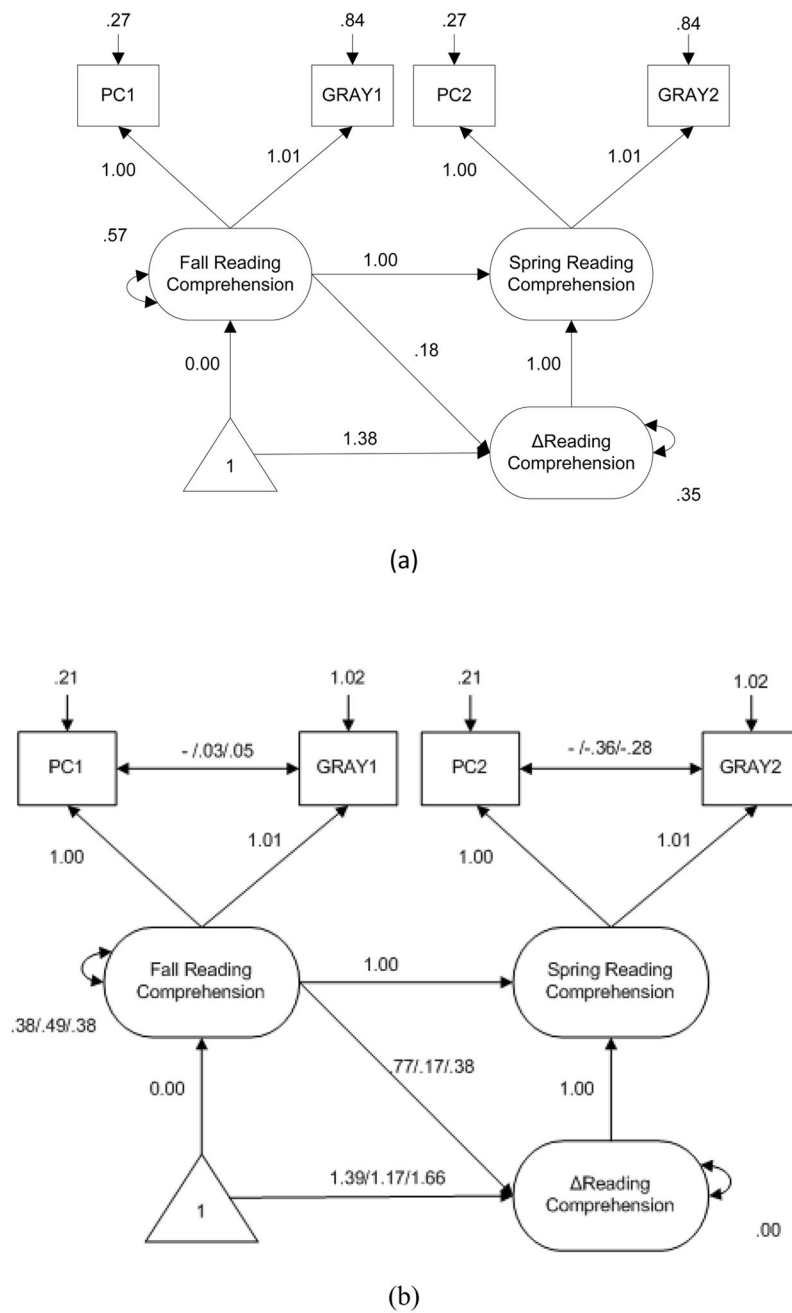 .27
.84
.27
.84
PC1
GRAY1
PC2
GRAY2
1.00
1.01
1.00
1.01
.57
Fall Reading
Comprehension
1.00
Spring Reading
Comprehension
0.00
.18
1.00
1.38
1
ΔReading
Comprehension
.35
(a)
.21
1.02
.21
1.02
PC1
- /.03/.05
GRAY1
PC2
- /-.36/-.28
GRAY2
1.00
1.01
1.00
1.01
Fall Reading
Comprehension
1.00
Spring Reading
Comprehension
.38/.49/.38
0.00
.77/.17/.38
1.00
1.39/1.17/1.66
1
ΔReading
Comprehension
.00
(b)